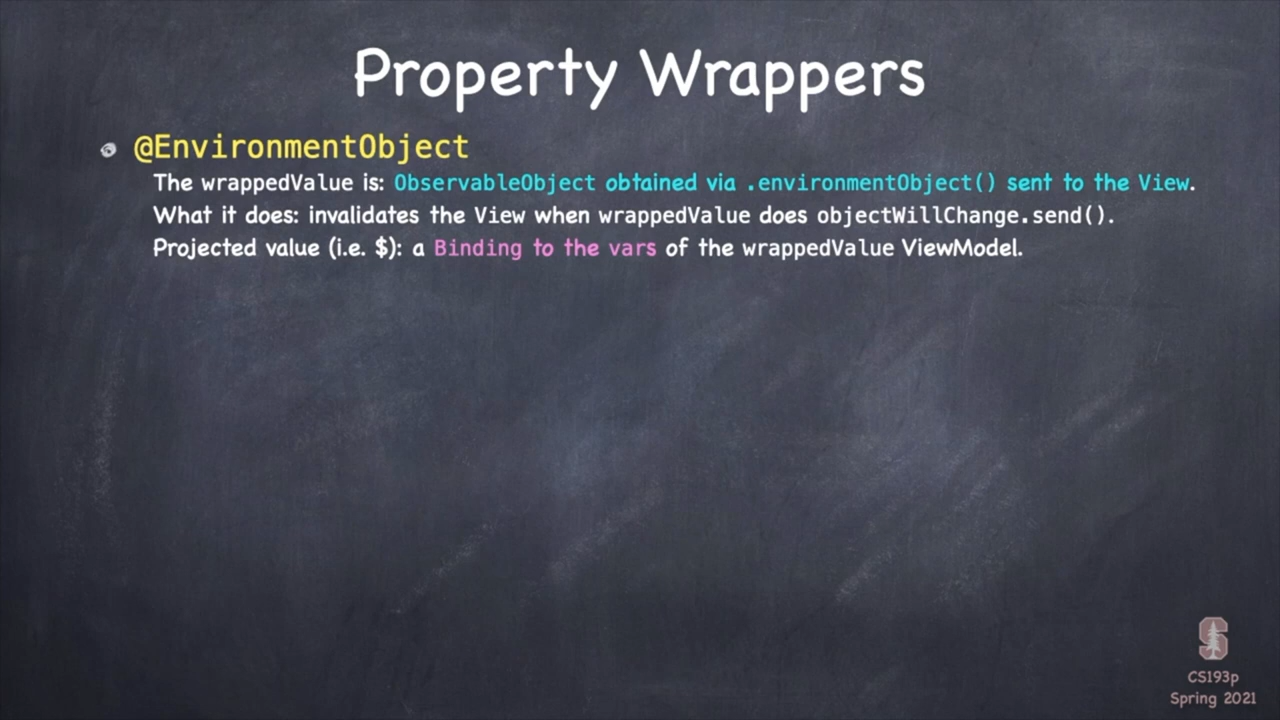 Property Wrappers
@EnvironmentObject
The wrappedValue is: ObservableObject obtained via .environmentObject() sent to the View.
What it does: invalidates the View when wrappedValue does objectWillChange.send().
Projected value (i.e. $): a Binding to the vars of the wrappedValue ViewModel.
S
CS193p
Spring 2021